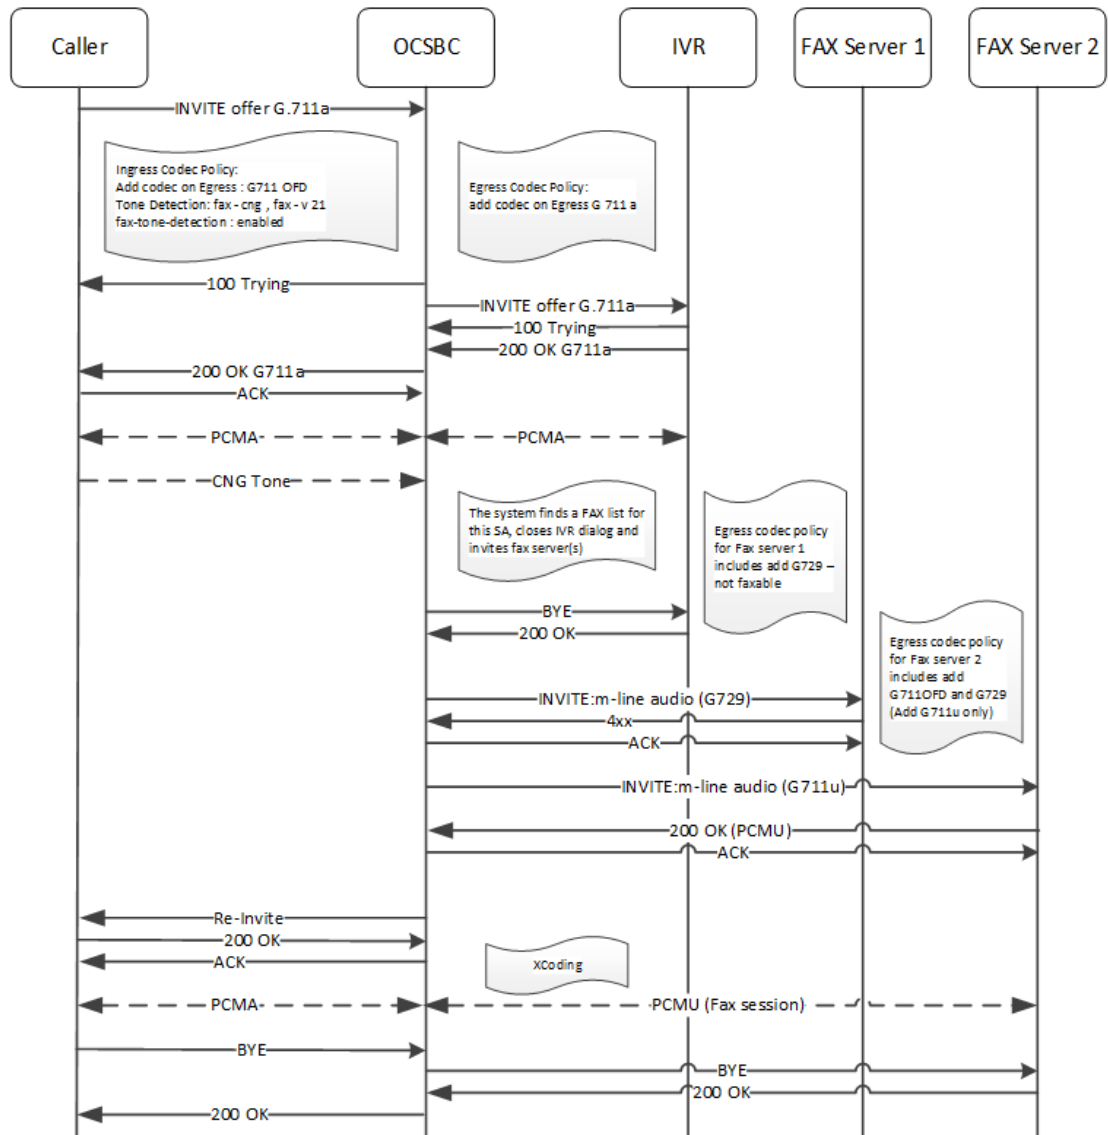 Caller
OCSBC
IVR
FAX Server 1
FAX Server 2
INVITE offer G.711a
Ingress Codec Policy:
Add codec on Egress : G711 OFD
Tone Detection: fax - cng , fax - v 21
fax-tone-detection : enabled
Egress Codec Policy:
add codec on Egress G 711 a
100 Trying
INVITE offer G.711a
100 Trying
200 OK G711a
200 OK G711a
ACK
PCMA
PCMA
CNG Tone
The system finds a FAX list for
this SA, closes IVR dialog and
invites fax server(s)
Egress codec policy
for Fax server 1
includes add G729 –
not faxable
BYE
200 OK
Egress codec policy
for Fax server 2
includes add
G711OFD and G729
(Add G711u only)
INVITE:m-line audio (G729)
4xx
ACK
INVITE:m-line audio (G711u)
200 OK (PCMU)
ACK
Re-Invite
200 OK
ACK
XCoding
PCMA
PCMU (Fax session)
BYE
BYE
200 OK
200 OK